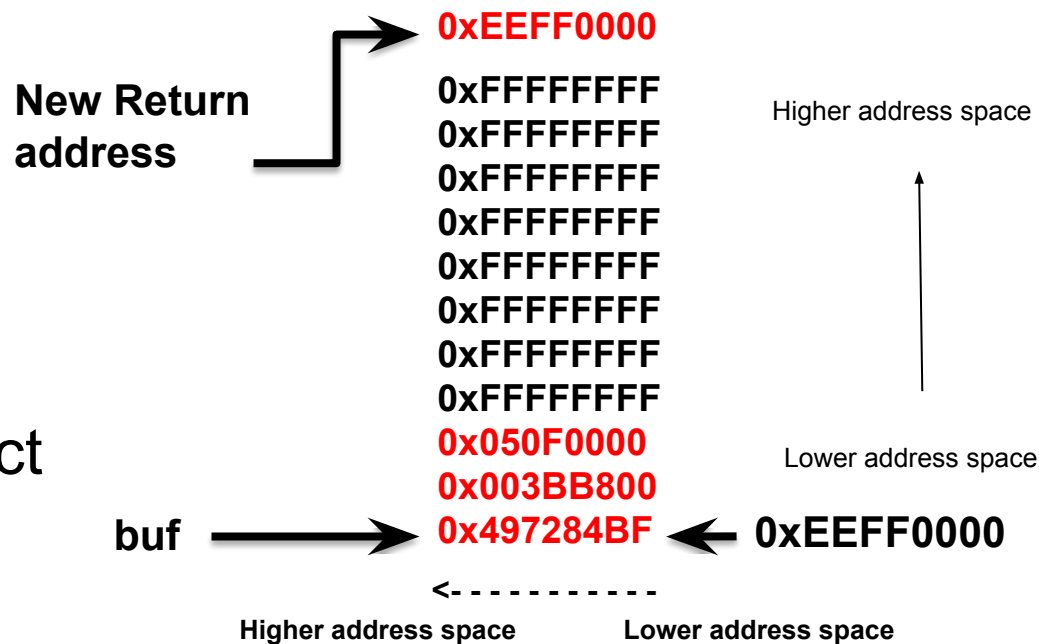 0xEEFF0000
New Return
address
0xFFFFFFFF
0xFFFFFFFF
0xFFFFFFFF
0xFFFFFFFF
0xFFFFFFFF
0xFFFFFFFF
0xFFFFFFFF
0xFFFFFFFF
Higher address space
Lower address space
ct
0x050F0000
0x003BB800
buf
0x497284BF
0xEEFF0000
<- - - - - - - - - - -
Higher address space
Lower address space